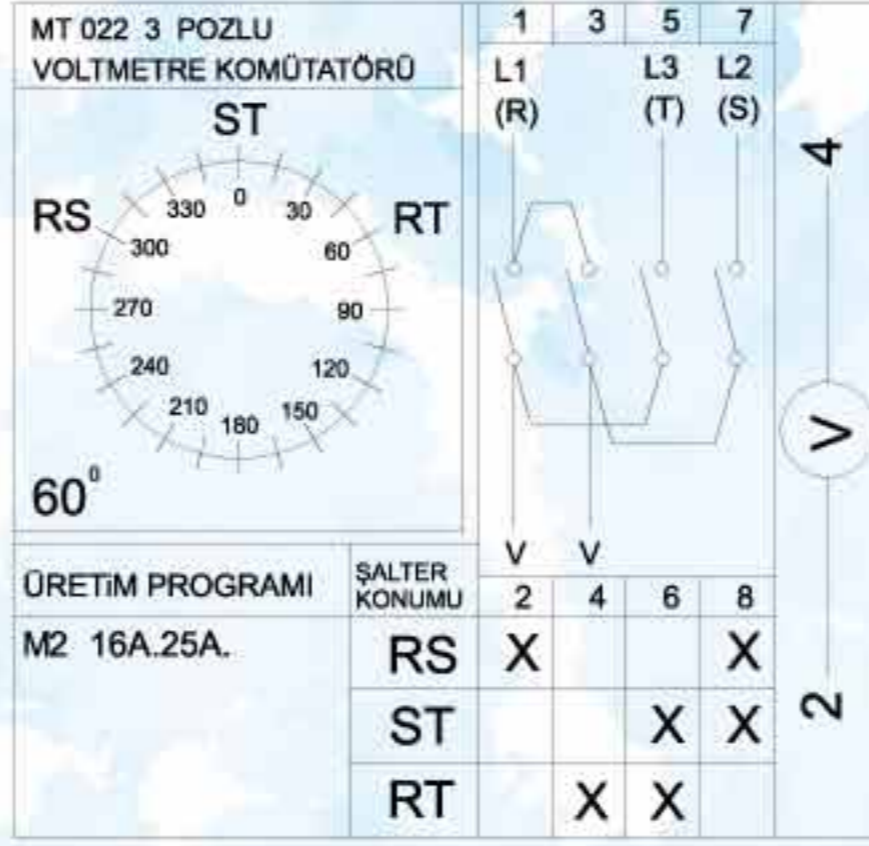 MT 022 3 POZLU
VOLTMETRE KOMÜTATÖRÜ
ST
RS
RT
0
30
60
90
120
150
180
210
240
270
300
330
60°
1 3 5 7
L1 L3 L2
(R) (T) (S)
V V
4
V
2
ÜRETiM PROGRAMI
ŞALTER
KONUMU
2 4 6 8
M2 16A.25A.
RS X X
ST X X
RT X X